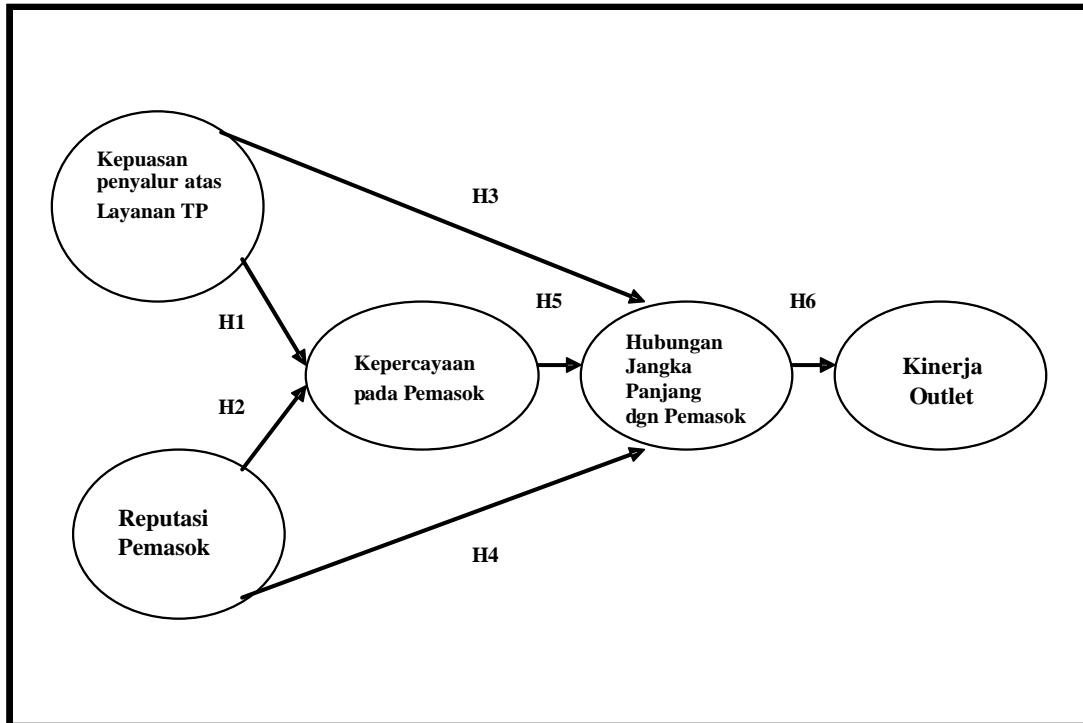 Kepuasan
penyalur atas
Layanan TP
H3
H1
H5
H6
Kepercayaan
pada Pemasok
Hubungan
Jangka
Panjang
dgn Pemasok
Kinerja
Outlet
H2
Reputasi
Pemasok
H4